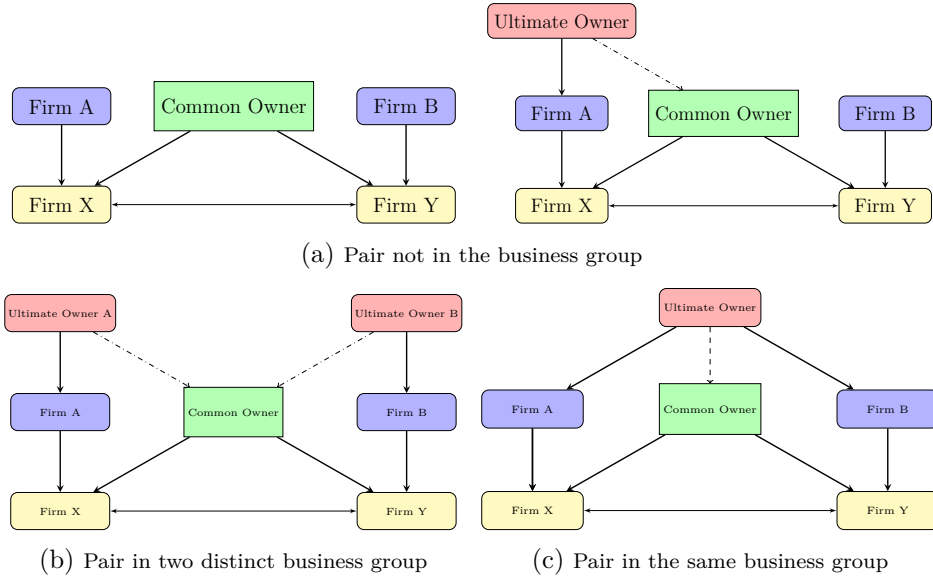 Ultimate Owner
Firm A Common Owner Firm B
Firm A Common Owner Firm B
Firm X Firm Y
Firm X Firm Y
(a) Pair not in the business group
Ultimate Owner A Ultimate Owner B
Firm A Common Owner Firm B
Firm X Firm Y
(b) Pair in two distinct business group
Ultimate Owner
Firm A Common Owner Firm B
Firm X Firm Y
(c) Pair in the same business group